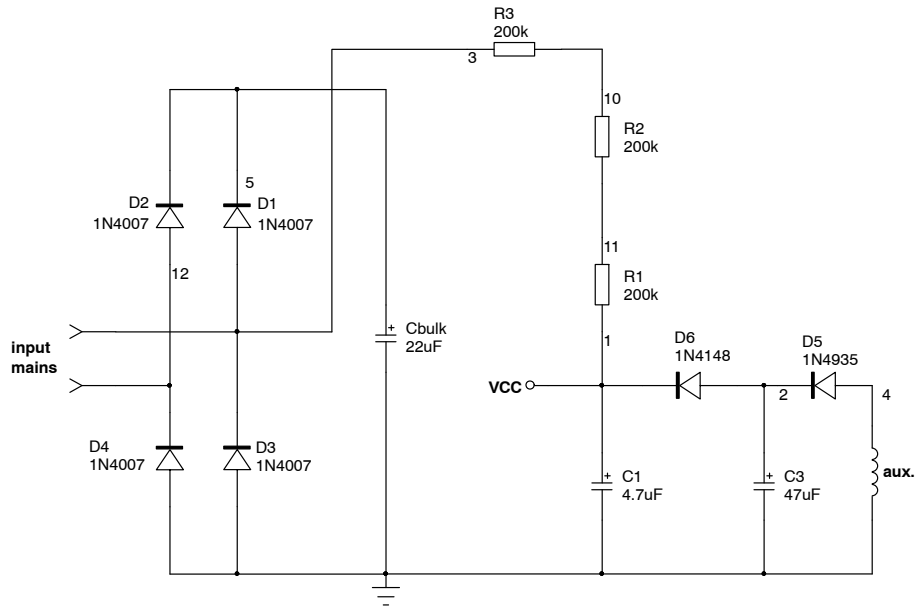 R3
200k
3
10
R2
200k
5
D2
1N4007
D1
1N4007
11
12
R1
200k
input
mains
+
Cbulk
22uF
1
D6
1N4148
D5
1N4935
VCC
2
4
D4
1N4007
D3
1N4007
+
C1
4.7uF
+
C3
47uF
aux.